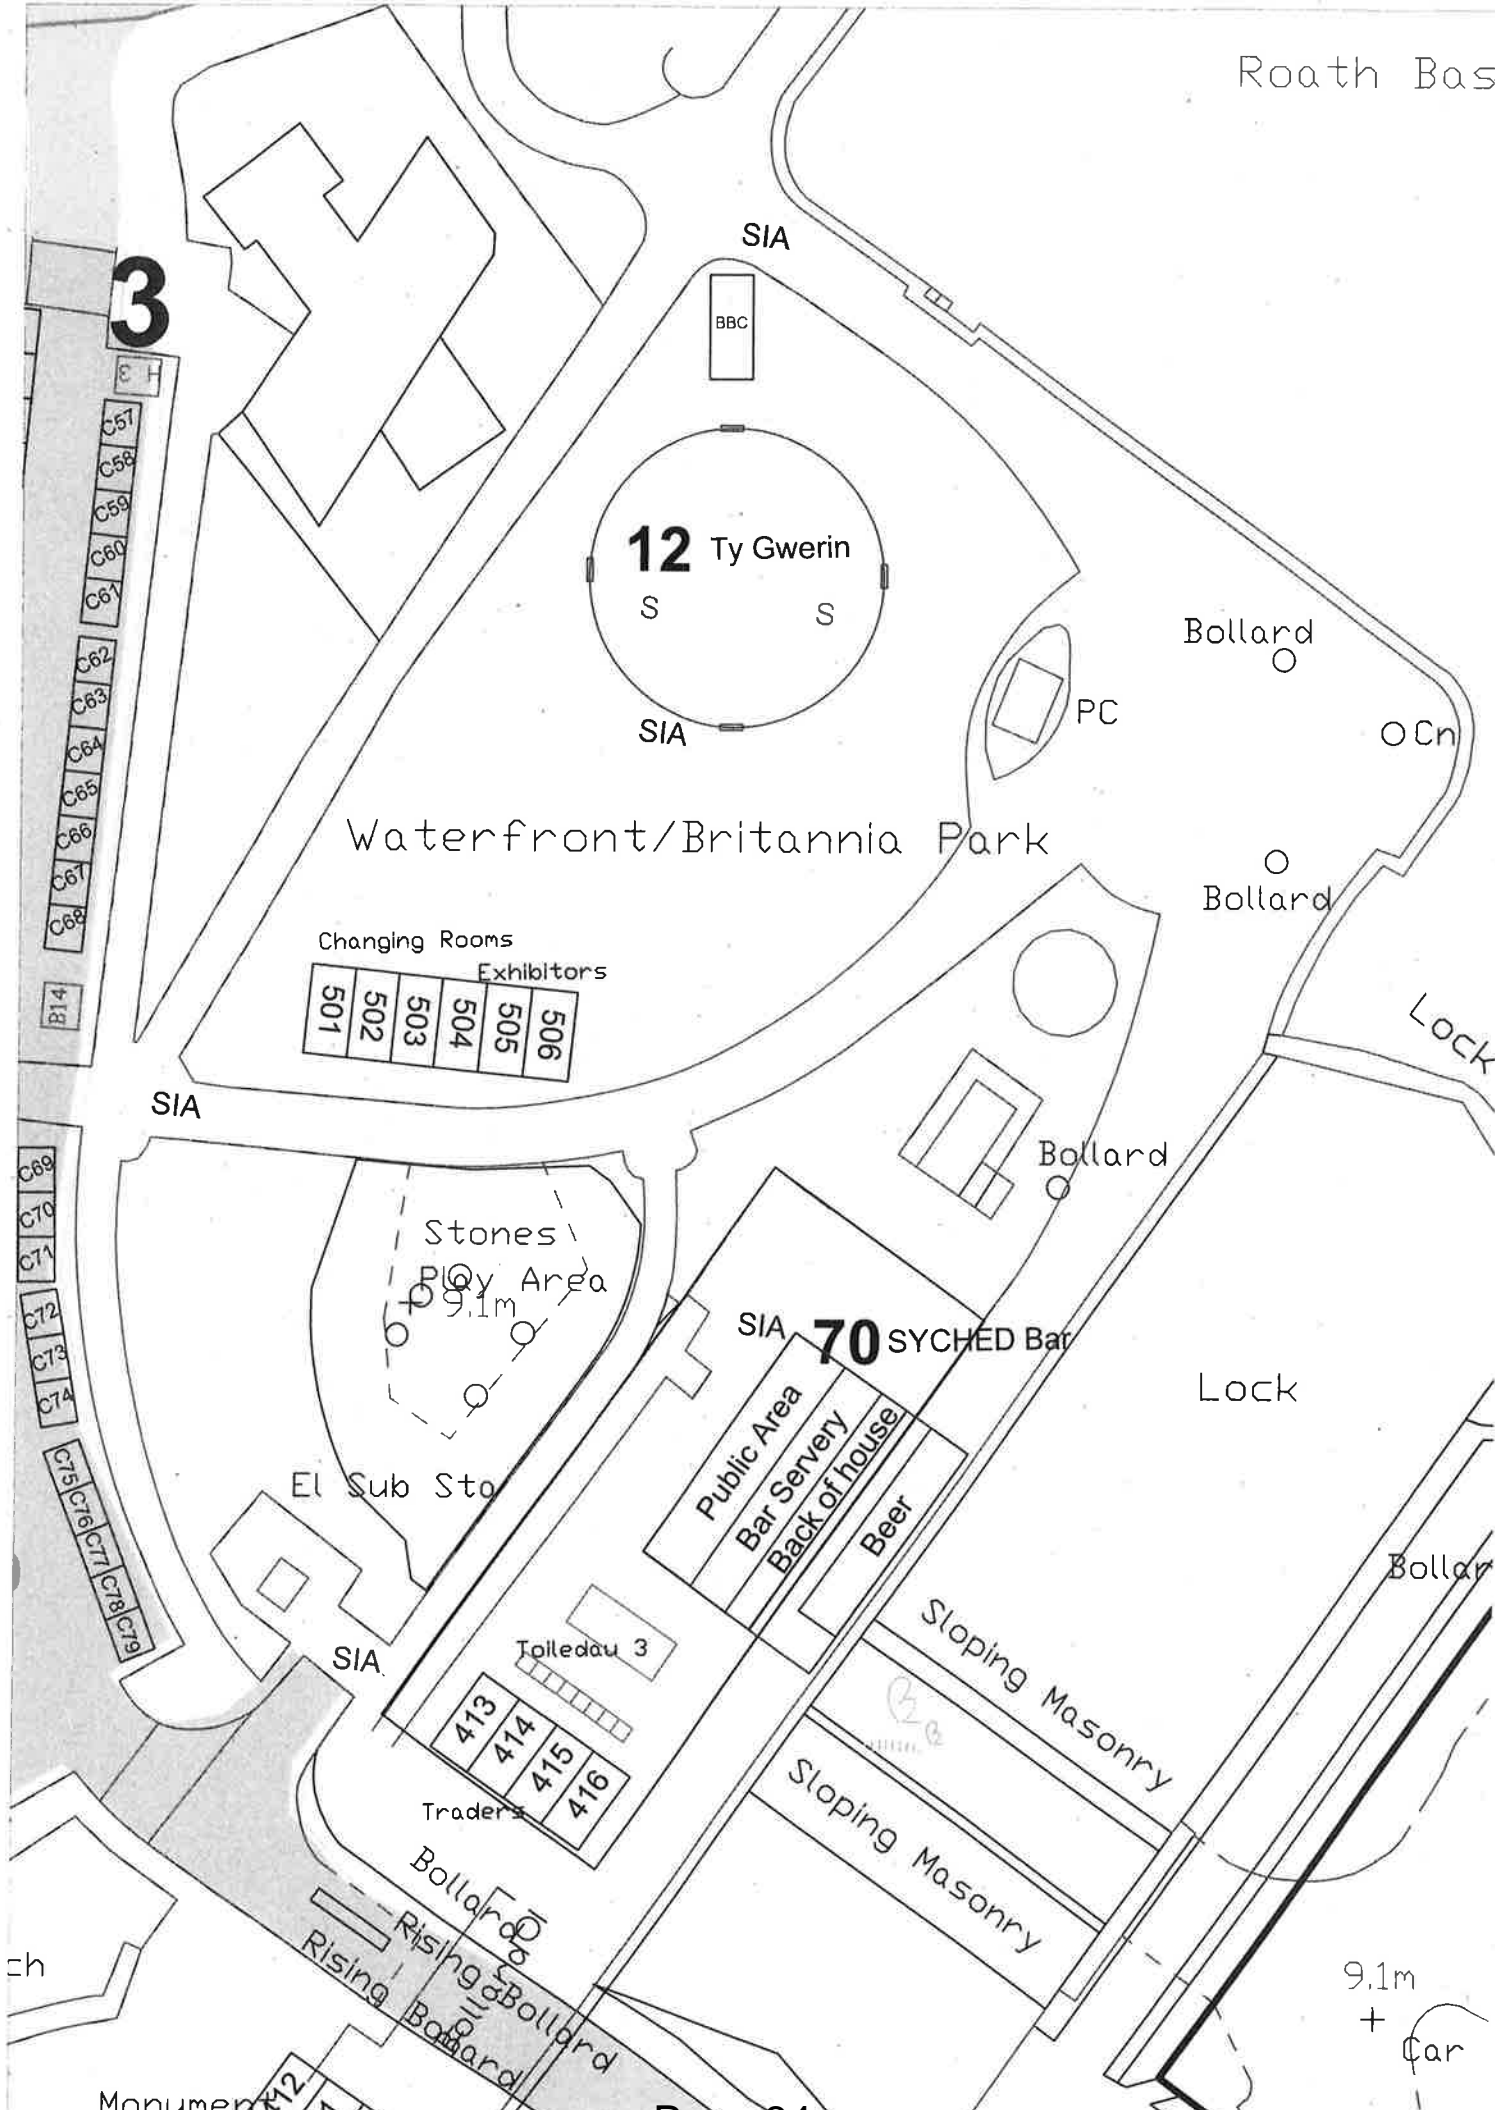 Roath Bas
SIA
3
BBC
H 3
C57
C58
C59
C60
C61
12 Ty Gwerin
S S
Bollard
C62
C63
C64
C65
C66
C67
C68
SIA
PC
Cn
Waterfront/Britannia Park
Bollard
Changing Rooms
Exhibitors
501
502
503
504
505
506
B14
Lock
SIA
C69
C70
C71
C72
C73
C74
C75
C76
C77
C78
C79
Bollard
Stones
Play Area
9.1m
SIA
70 SYCHED Bar
Public Area
Bar Servery
Back of house
Beer
Lock
El Sub Sta
Bollar
SIA
Toiledau 3
413
414
415
416
Traders
Sloping Masonry
Sloping Masonry
Bollard
Rising Bollard
Rising Bollard
ch
9.1m
Car
Monument